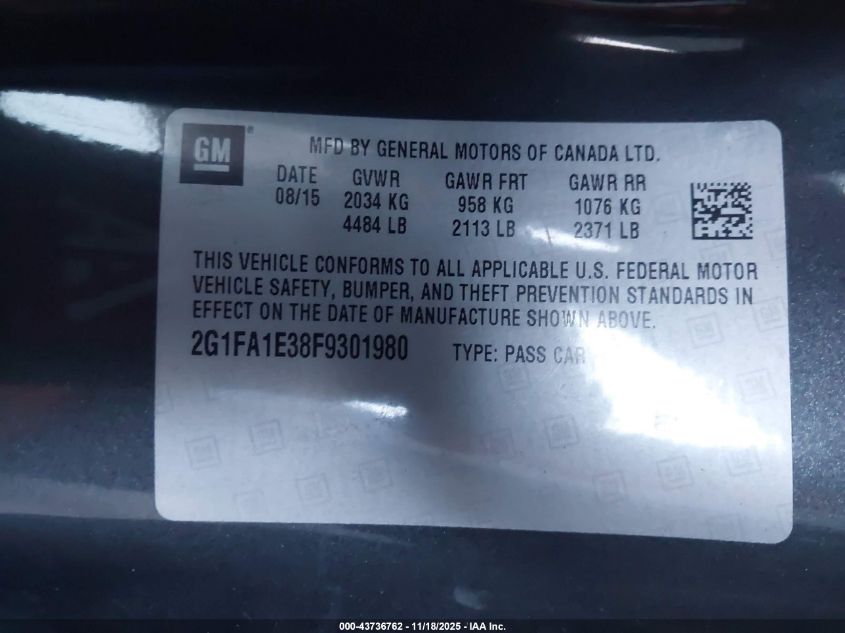 GM
MFD BY GENERAL MOTORS OF CANADA LTD.
DATE GVWR GAWR FRT GAWR RR
08/15 2034 KG 958 KG 1076 KG
4484 LB 2113 LB 2371 LB
THIS VEHICLE CONFORMS TO ALL APPLICABLE U.S. FEDERAL MOTOR
VEHICLE SAFETY, BUMPER, AND THEFT PREVENTION STANDARDS IN
EFFECT ON THE DATE OF MANUFACTURE SHOWN ABOVE.
2G1FA1E38F9301980 TYPE: PASS CAR
000-43736762 - 11/18/2025 - IAA Inc.